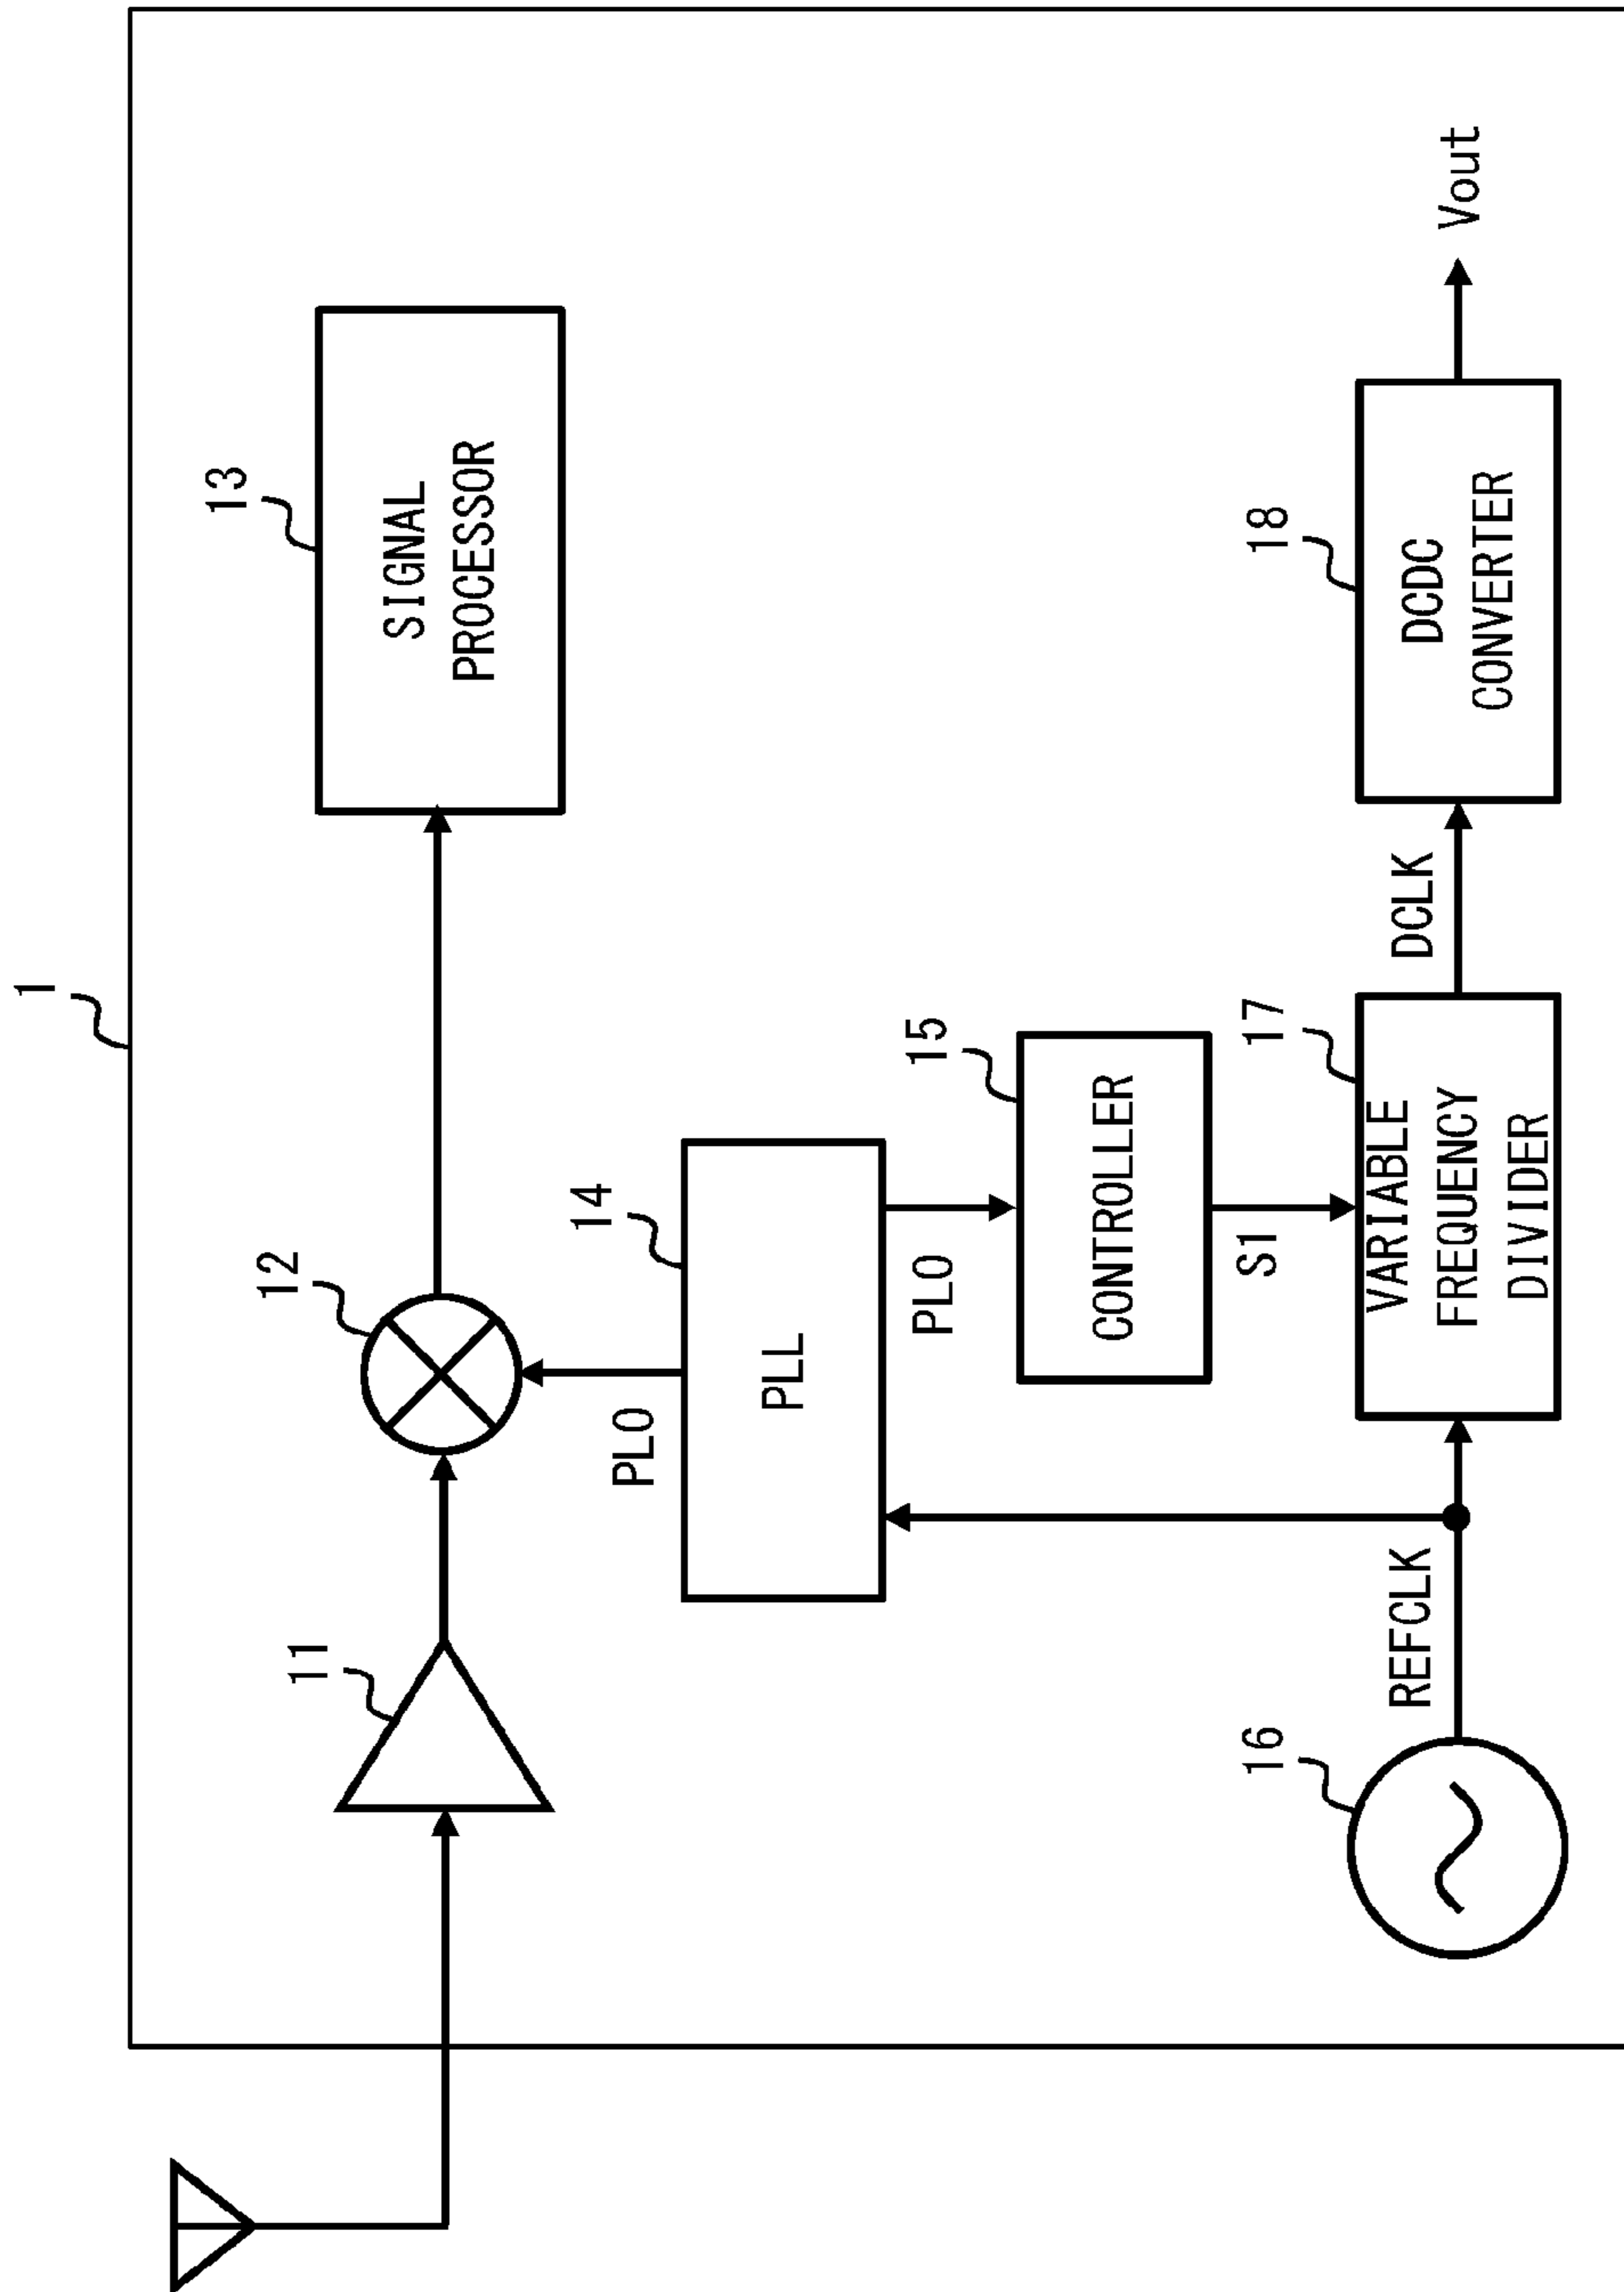 1
13
SIGNAL
PROCESSOR
12
11
14
PLL
PLO
PLO
15
CONTROLLER
S1
16
REFCLK
17
VARIABLE
FREQUENCY
DIVIDER
DCLK
18
DCDC
CONVERTER
Vout